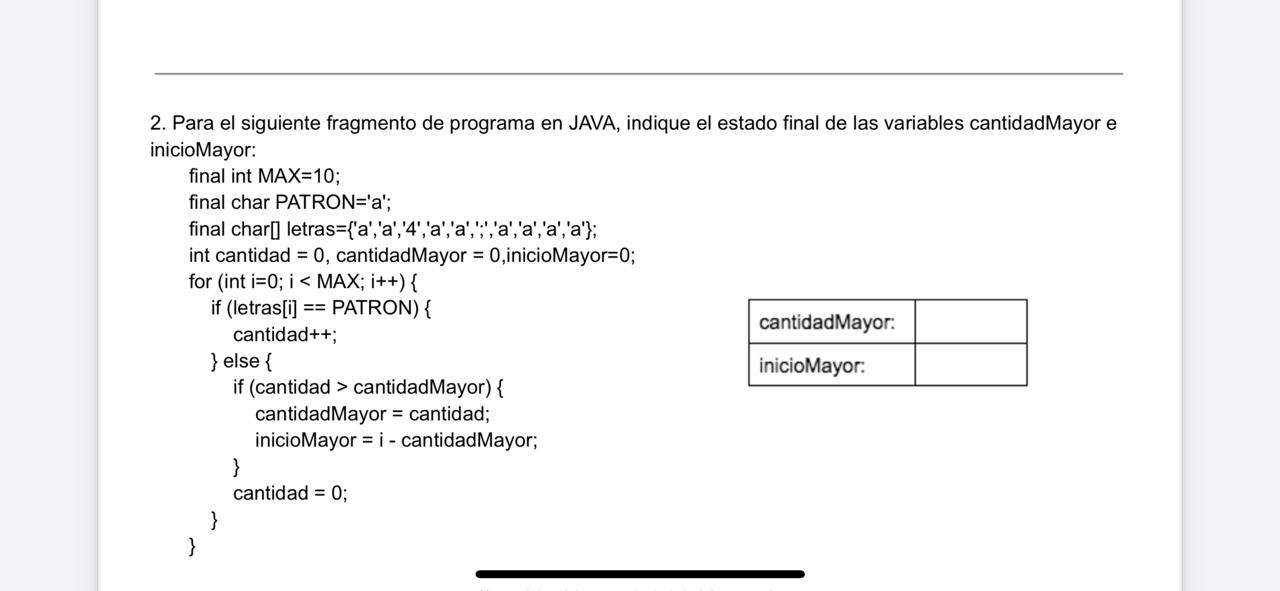 2. Para el siguiente fragmento de programa en JAVA, indique el estado final de las variables cantidadMayor e
inicioMayor:
final int MAX=10;
final char PATRON='a';
final char[] letras={'a','a','4','a','a',';','a','a','a','a'};
int cantidad = 0, cantidadMayor = 0,inicioMayor=0;
for (int i=0; i < MAX; i++) {
if (letras[i] == PATRON) {
cantidad++;
} else {
if (cantidad > cantidadMayor) {
cantidadMayor = cantidad;
inicioMayor = i - cantidadMayor;
}
cantidad = 0;
}
}
cantidadMayor:
inicioMayor: